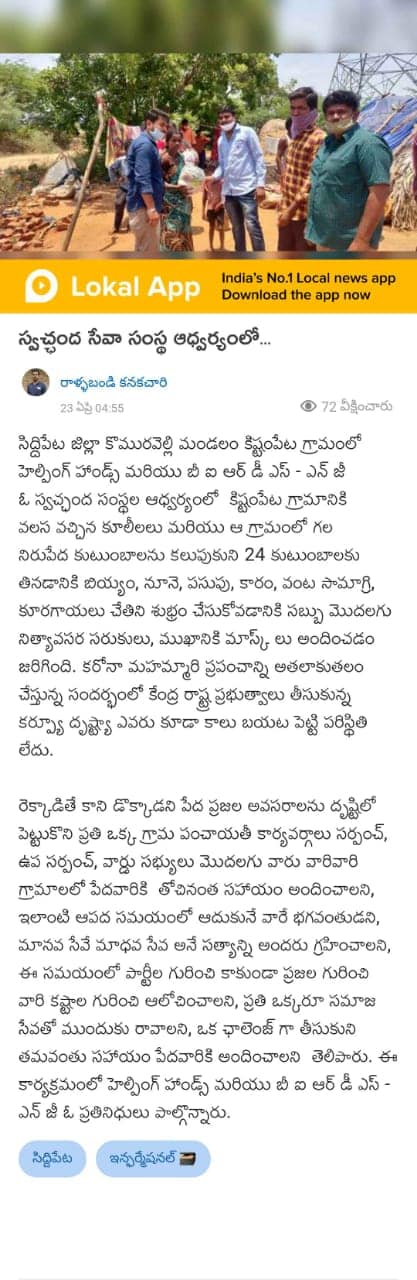 Lokal App
India's No.1 Local news app
Download the app now
స్వచ్ఛంద సేవా సంస్థ ఆధ్వర్యంలో...
రాళ్ళబండి కనకచారి
23 ఏప్రి 04:55
72 వీక్షించారు
సిద్దిపేట జిల్లా కొమురవెల్లి మండలం కిష్టంపేట గ్రామంలో
హెల్పింగ్ హాండ్స్ మరియు బీ ఐ ఆర్ డీ ఎస్ - ఎన్ జీ
ఓ స్వచ్ఛంద సంస్థల ఆధ్వర్యంలో కిష్టంపేట గ్రామానికి
వలస వచ్చిన కూలీలలు మరియు ఆ గ్రామంలో గల
నిరుపేద కుటుంబాలను కలుపుకుని 24 కుటుంబాలకు
తినడానికి బియ్యం, నూనె, పసుపు, కారం, వంట సామాగ్రి,
కూరగాయలు చేతిని శుభ్రం చేసుకోవడానికి సబ్బు మొదలగు
నిత్యావసర సరుకులు, ముఖానికి మాస్క్ లు అందించడం
జరిగింది. కరోనా మహమ్మారి ప్రపంచాన్ని అతలాకుతలం
చేస్తున్న సందర్భంలో కేంద్ర రాష్ట్ర ప్రభుత్వాలు తీసుకున్న
కర్ఫ్యూ దృష్ట్యా ఎవరు కూడా కాలు బయట పెట్టి పరిస్థితి
లేదు.
రెక్కాడితే కాని డొక్కాడని పేద ప్రజల అవసరాలను దృష్టిలో
పెట్టుకొని ప్రతి ఒక్క గ్రామ పంచాయతీ కార్యవర్గాలు సర్పంచ్,
ఉప సర్పంచ్, వార్డు సభ్యులు మొదలగు వారు వారివారి
గ్రామాలలో పేదవారికి తోచినంత సహాయం అందించాలని,
ఇలాంటి ఆపద సమయంలో ఆదుకునే వారే భగవంతుడని,
మానవ సేవే మాధవ సేవ అనే సత్యాన్ని అందరు గ్రహించాలని,
ఈ సమయంలో పార్టీల గురించి కాకుండా ప్రజల గురించి
వారి కష్టాల గురించి ఆలోచించాలని, ప్రతి ఒక్కరూ సమాజ
సేవతో ముందుకు రావాలని, ఒక ఛాలెంజ్ గా తీసుకుని
తమవంతు సహాయం పేదవారికి అందించాలని తెలిపారు. ఈ
కార్యక్రమంలో హెల్పింగ్ హాండ్స్ మరియు బీ ఐ ఆర్ డీ ఎస్ -
ఎన్ జీ ఓ ప్రతినిధులు పాల్గొన్నారు.
సిద్దిపేట
ఇన్ఫర్మేషనల్